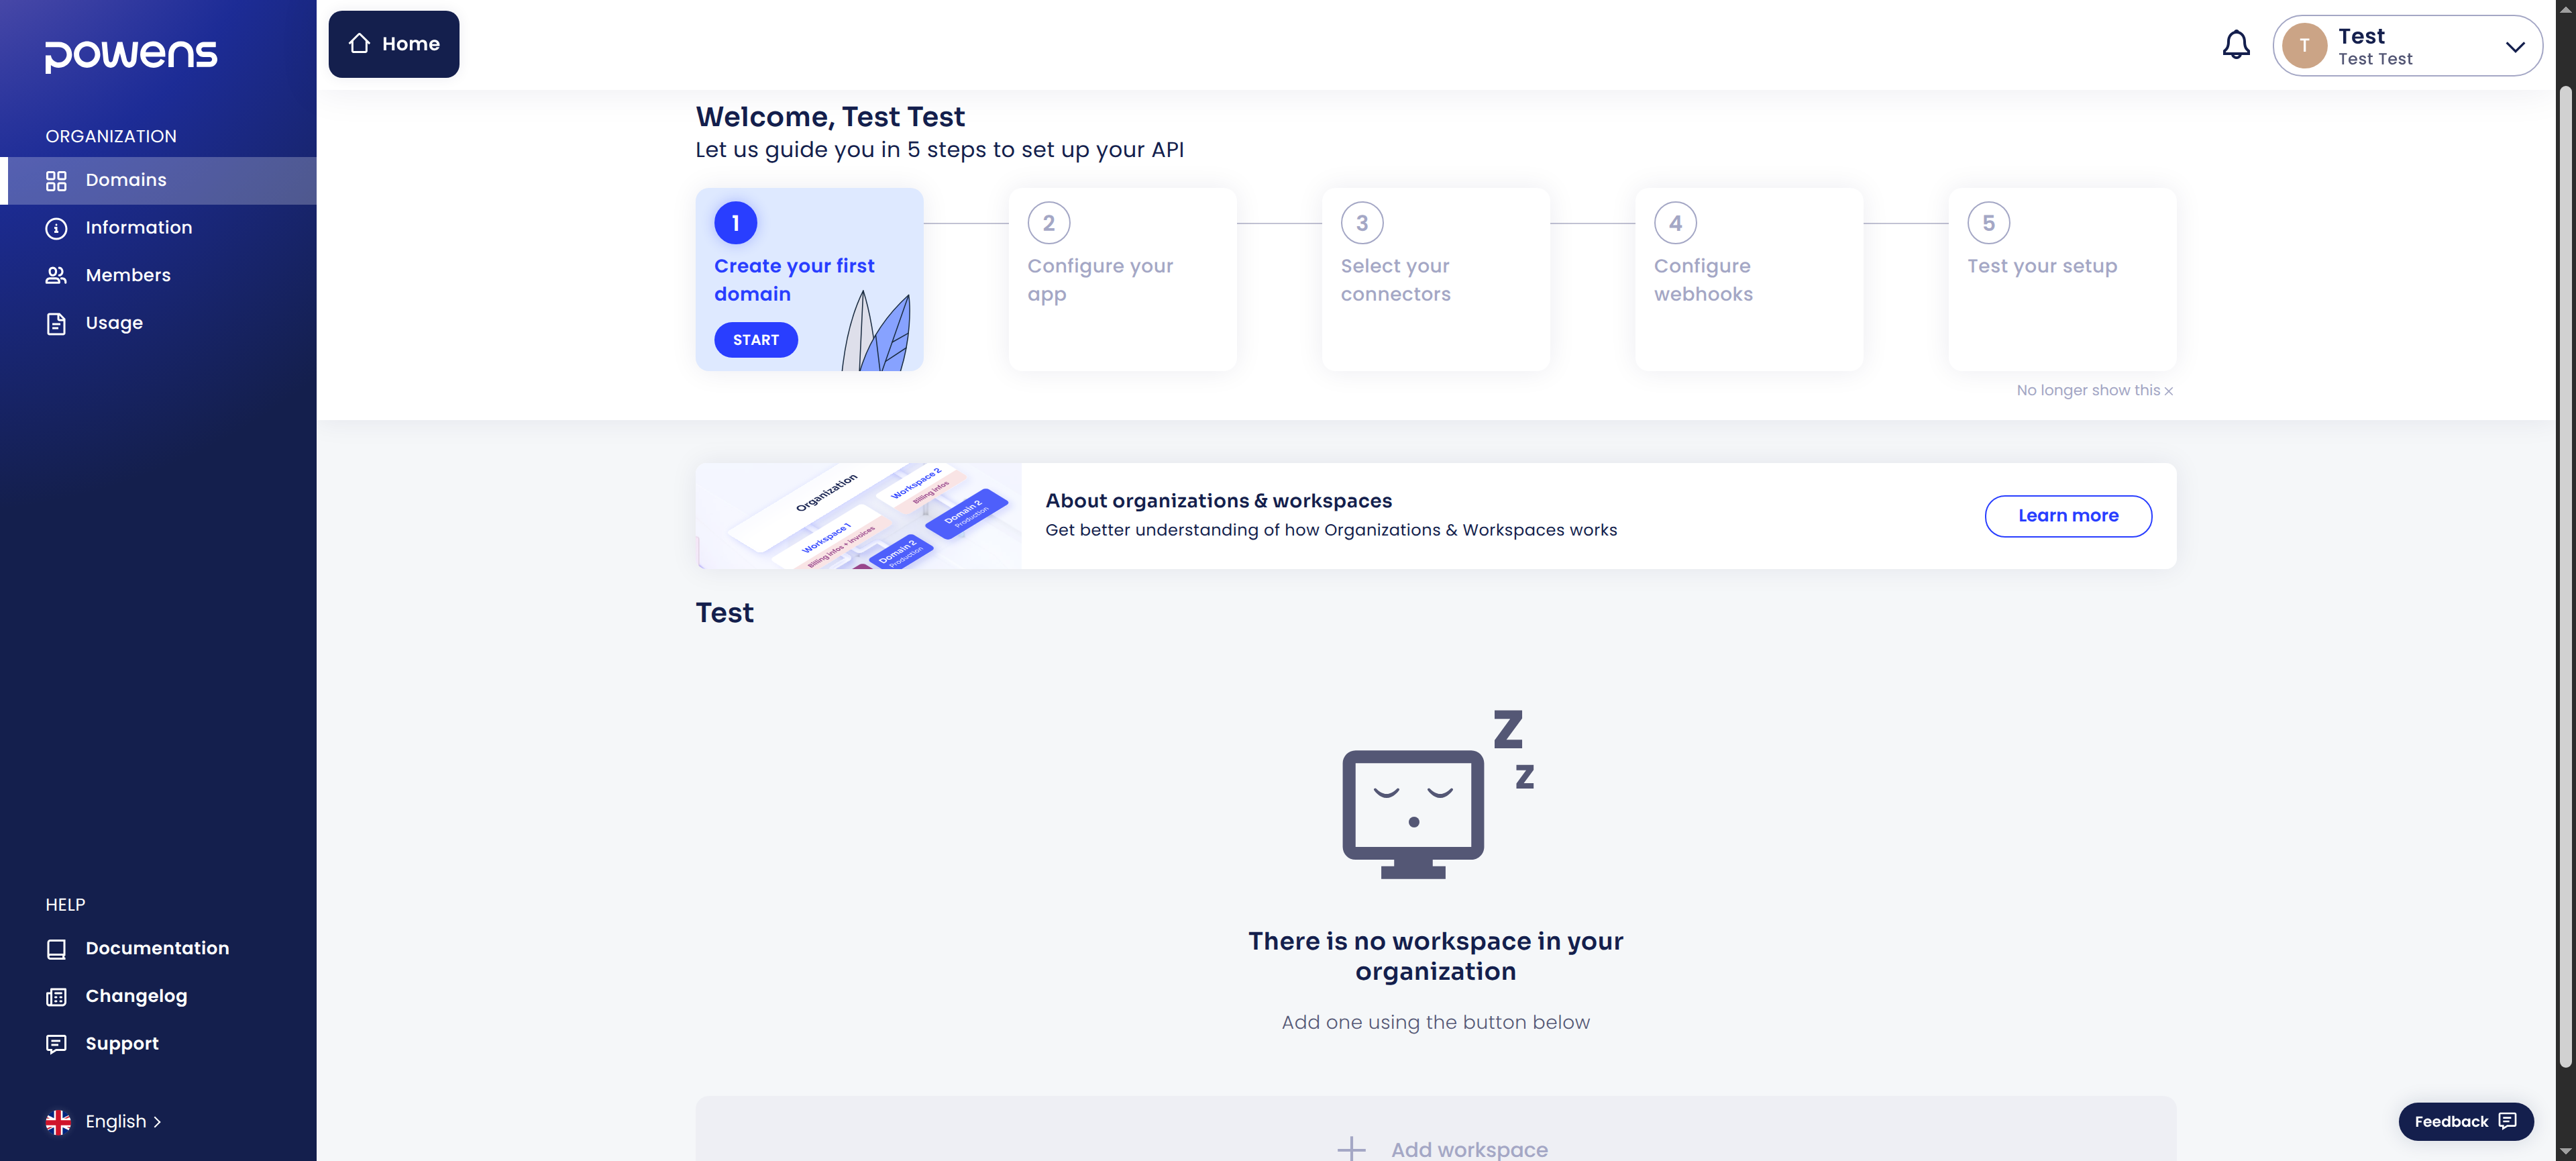 powens
ORGANIZATION
Domains
Information
Members
Usage
HELP
Documentation
Changelog
Support
English
Home
T
Test
Test Test
Welcome, Test Test
Let us guide you in 5 steps to set up your API
1
Create your first
domain
START
2
Configure your
app
3
Select your
connectors
4
Configure
webhooks
5
Test your setup
No longer show this
Organization
Workspace 2
Billing infos
Domain 2
Production
Workspace 1
Billing infos + invoices
Domain 2
Production
About organizations & workspaces
Get better understanding of how Organizations & Workspaces works
Learn more
Test
Z
z
There is no workspace in your
organization
Add one using the button below
Add workspace
Feedback